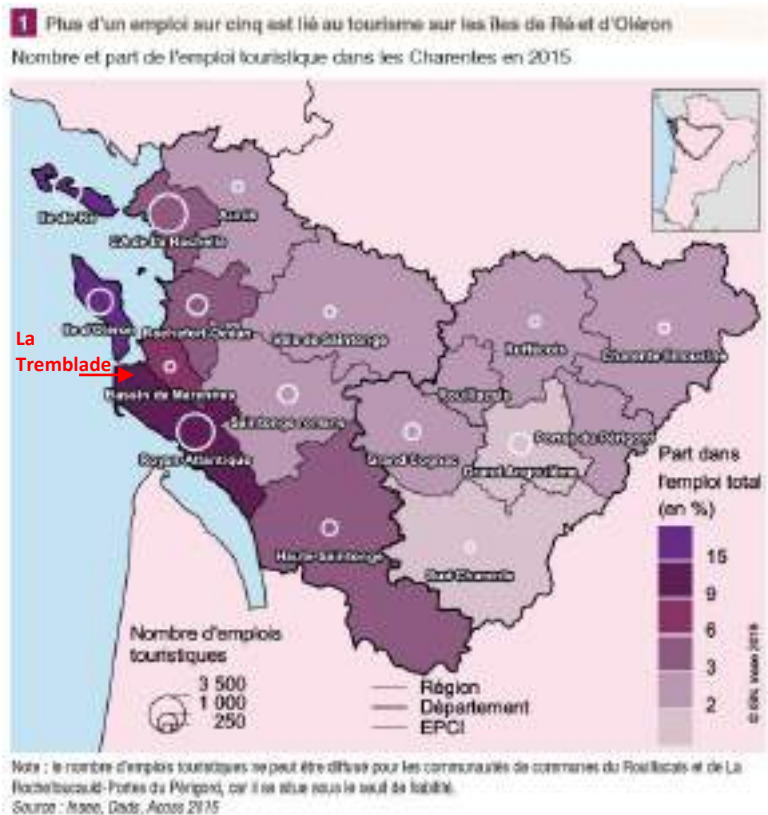 1 Plus d'un emploi sur cinq est lié au tourisme sur les îles de Ré et d'Oléron
Nombre et part de l'emploi touristique dans les Charentes en 2015
Ile-de-Ré
Aunis
CA de La Rochelle
Ile d'Oléron
Rochefort-Océan
Vals de Saintonge
Ruffécois
Charente limousine
La
Tremblade
Bassin de Marennes
Rouillacais
Saintonge romane
Grand Cognac
Grand Angoulême
Portes du Périgord
Royan-Atlantique
Haute-Saintonge
Sud Charente
Part dans
l'emploi total
(en %)
15
9
6
3
2
Nombre d'emplois
touristiques
3 500
1 000
250
Région
Département
EPCI
© IGN, Insee 2019
Note : le nombre d'emplois touristiques ne peut être diffusé pour les communautés de communes du Rouillacais et de La
Rochefoucauld-Portes du Périgord, car il se situe sous le seuil de fiabilité.
Source : Insee, Dads, Acoss 2015